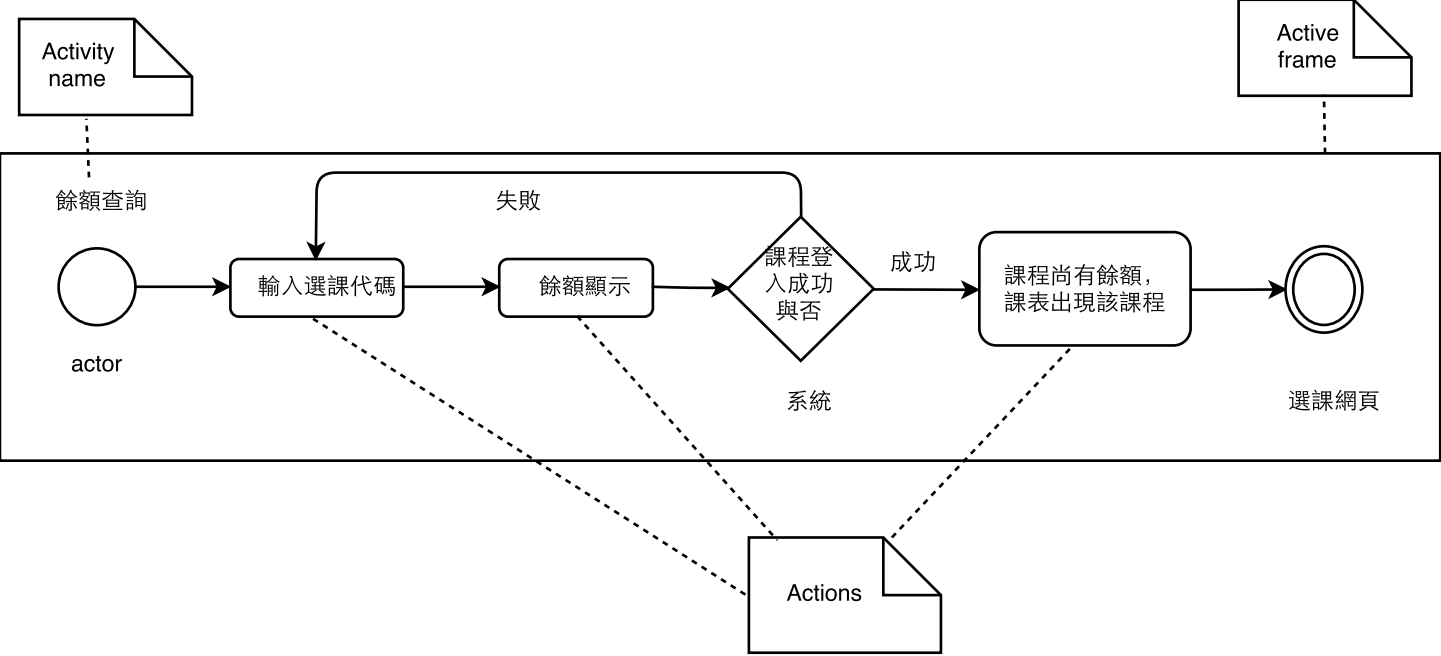 Activity
name
Active
frame
餘額查詢
失敗
輸入選課代碼
餘額顯示
課程登
入成功
與否
成功
課程尚有餘額，
課表出現該課程
actor
系統
選課網頁
Actions